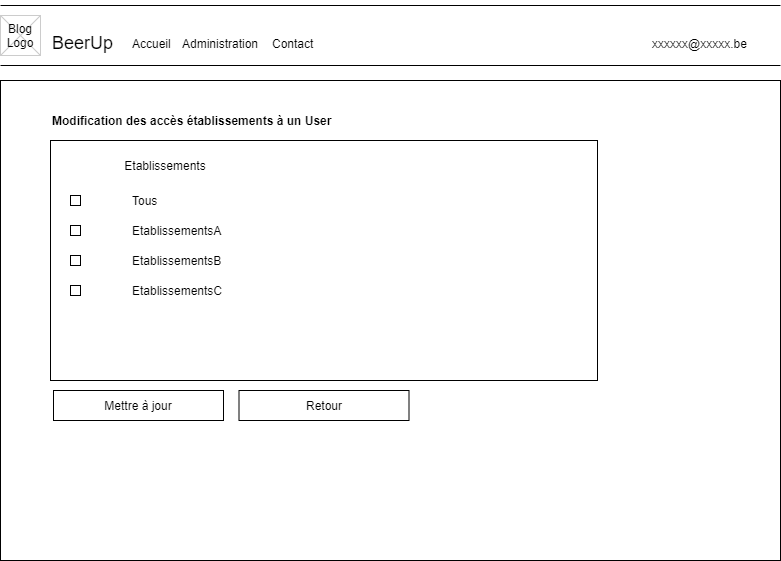 Blog
Logo
BeerUp Accueil Administration Contact xxxxxx@xxxxx.be
Modification des accès établissements à un User
Etablissements
Tous
EtablissementsA
EtablissementsB
EtablissementsC
Mettre à jour Retour